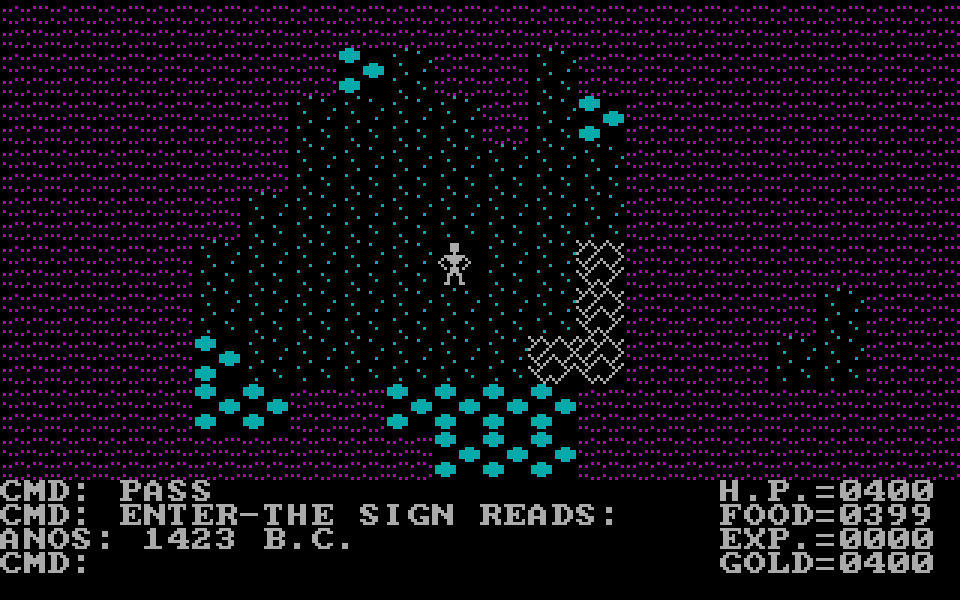 CMD: PASS H.P.=0400
CMD: ENTER-THE SIGN READS: FOOD=0399
ANOS: 1423 B.C. EXP.=0000
CMD: GOLD=0400